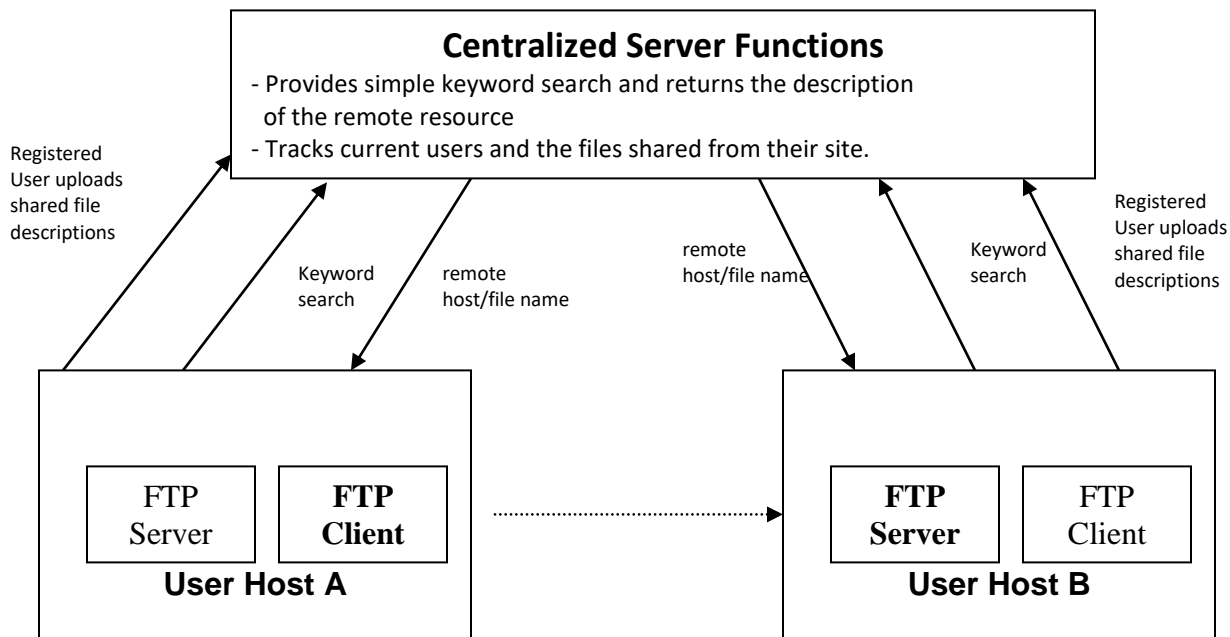 Centralized Server Functions
- Provides simple keyword search and returns the description
of the remote resource
- Tracks current users and the files shared from their site.
Registered
User uploads
shared file
descriptions
Keyword
search
remote
host/file name
remote
host/file name
Keyword
search
Registered
User uploads
shared file
descriptions
FTP
Server
FTP
Client
User Host A
FTP
Server
FTP
Client
User Host B